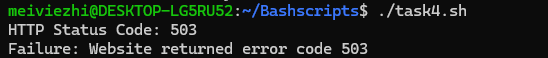 meiviezhi@DESKTOP-LG5RU52:~/Bashscripts$ ./task4.sh
HTTP Status Code: 503
Failure: Website returned error code 503